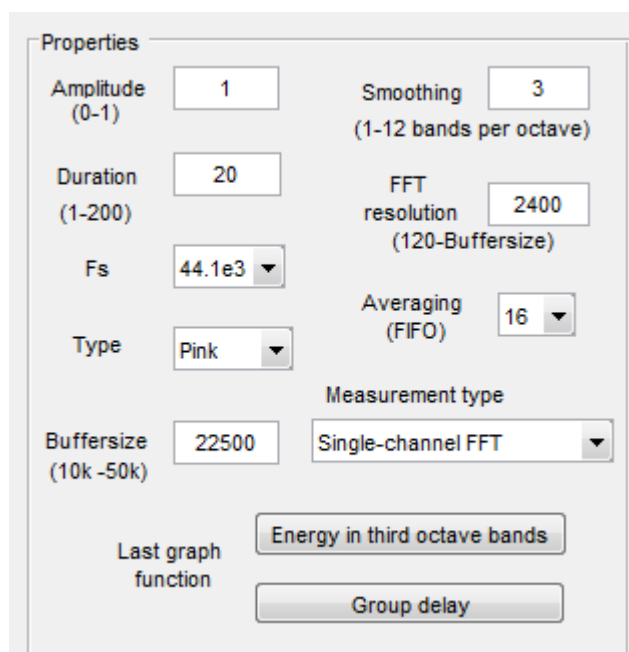 Properties
Amplitude
(0-1)
1
Smoothing
3
(1-12 bands per octave)
Duration
(1-200)
20
FFT
resolution
2400
(120-Buffersize)
Fs
44.1e3
Averaging
(FIFO)
16
Type
Pink
Measurement type
Buffersize
(10k -50k)
22500
Single-channel FFT
Last graph
function
Energy in third octave bands
Group delay